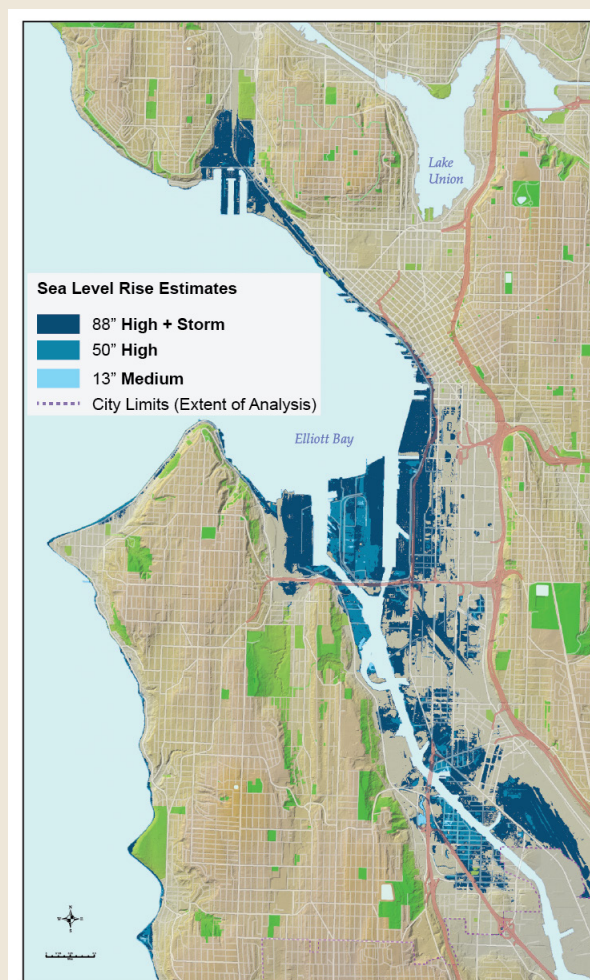 Lake
Union
Sea Level Rise Estimates
88” High + Storm
50” High
13” Medium
City Limits (Extent of Analysis)
Elliott Bay
N
W
E
S